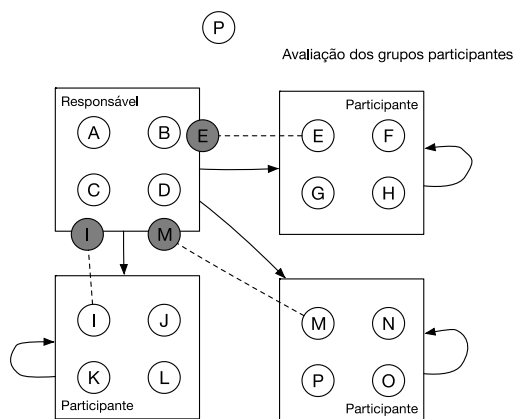 P
Avaliação dos grupos participantes
Responsável
A B E
C D
I M
Participante
E F
G H
I J
K L
Participante
M N
P O
Participante